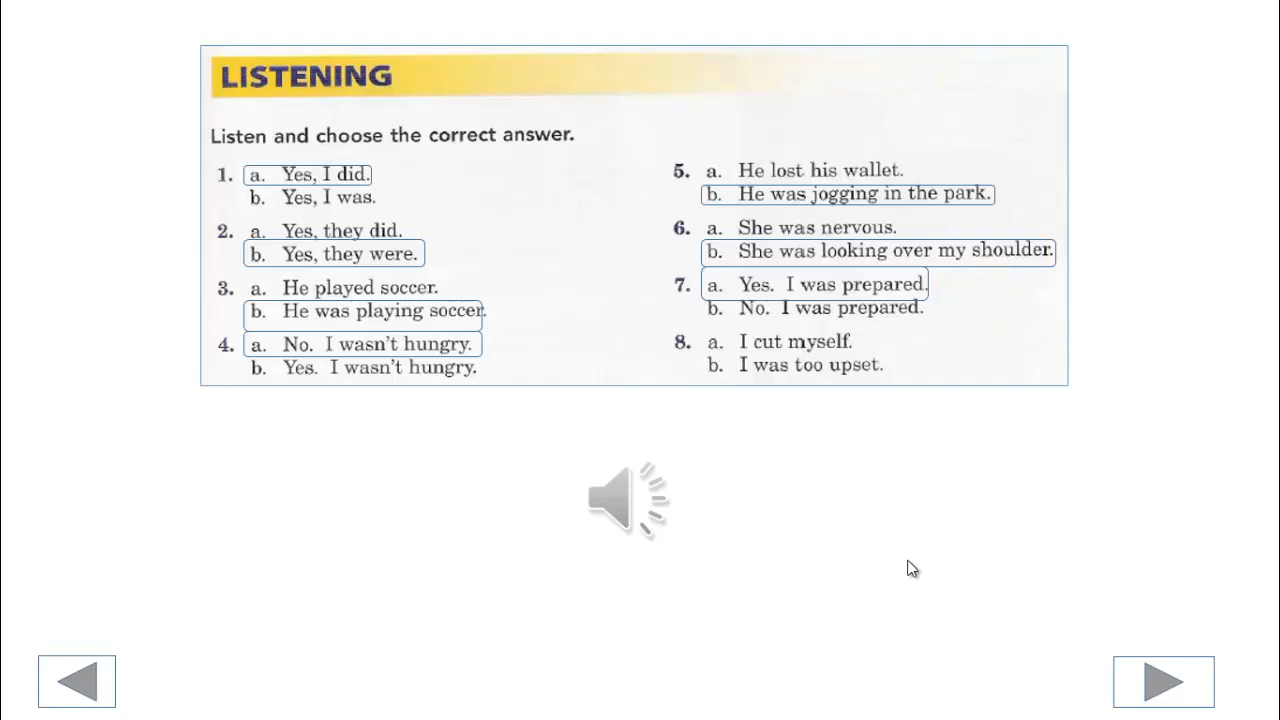 LISTENING
Listen and choose the correct answer.
1. a. Yes, I did.
b. Yes, I was.
2. a. Yes, they did.
b. Yes, they were.
3. a. He played soccer.
b. He was playing soccer.
4. a. No. I wasn't hungry.
b. Yes. I wasn't hungry.
5. a. He lost his wallet.
b. He was jogging in the park.
6. a. She was nervous.
b. She was looking over my shoulder.
7. a. Yes. I was prepared.
b. No. I was prepared.
8. a. I cut myself.
b. I was too upset.